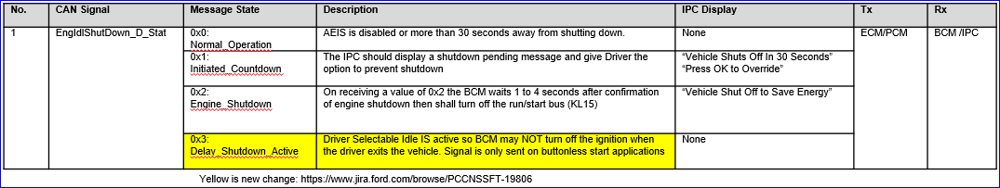 No. CAN Signal Message State Description IPC Display Tx Rx
1 EngIdlShutDown_D_Stat 0x0: AEIS is disabled or more than 30 seconds away from shutting down. None ECM/PCM BCM /IPC
Normal_Operation
0x1: The IPC should display a shutdown pending message and give Driver the “Vehicle Shuts Off In 30 Seconds”
Initiated_Countdown option to prevent shutdown “Press OK to Override”
0x2: On receiving a value of 0x2 the BCM waits 1 to 4 seconds after confirmation “Vehicle Shut Off to Save Energy”
Engine_Shutdown of engine shutdown then shall turn off the run/start bus (KL15)
0x3: Driver Selectable Idle IS active so BCM may NOT turn off the ignition when None
Delay_Shutdown_Active the driver exits the vehicle. Signal is only sent on buttonless start applications
Yellow is new change: https://www.jira.ford.com/browse/PCCNSSFT-19806